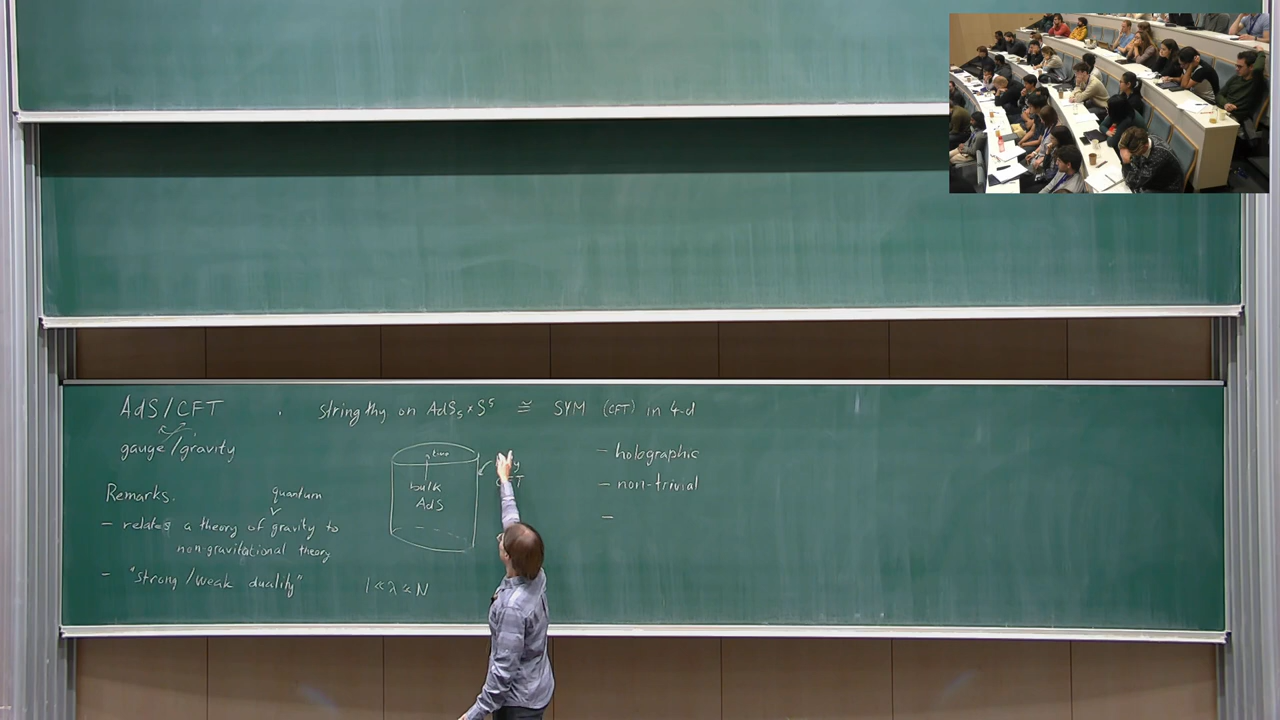 AdS/CFT . string thy on AdS₅ × S⁵ ≅ SYM (CFT) in 4-d
gauge/gravity
Remarks.
quantum
- relates a theory of gravity to
non-gravitational theory
- "strong/weak duality"
time
bulk
AdS
1 ≪ λ ≪ N
- holographic
- non-trivial
-